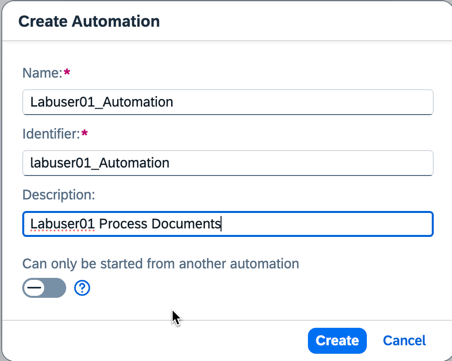 Create Automation
Name:*
Labuser01_Automation
Identifier:*
labuser01_Automation
Description:
Labuser01 Process Documents
Can only be started from another automation
?
Create Cancel